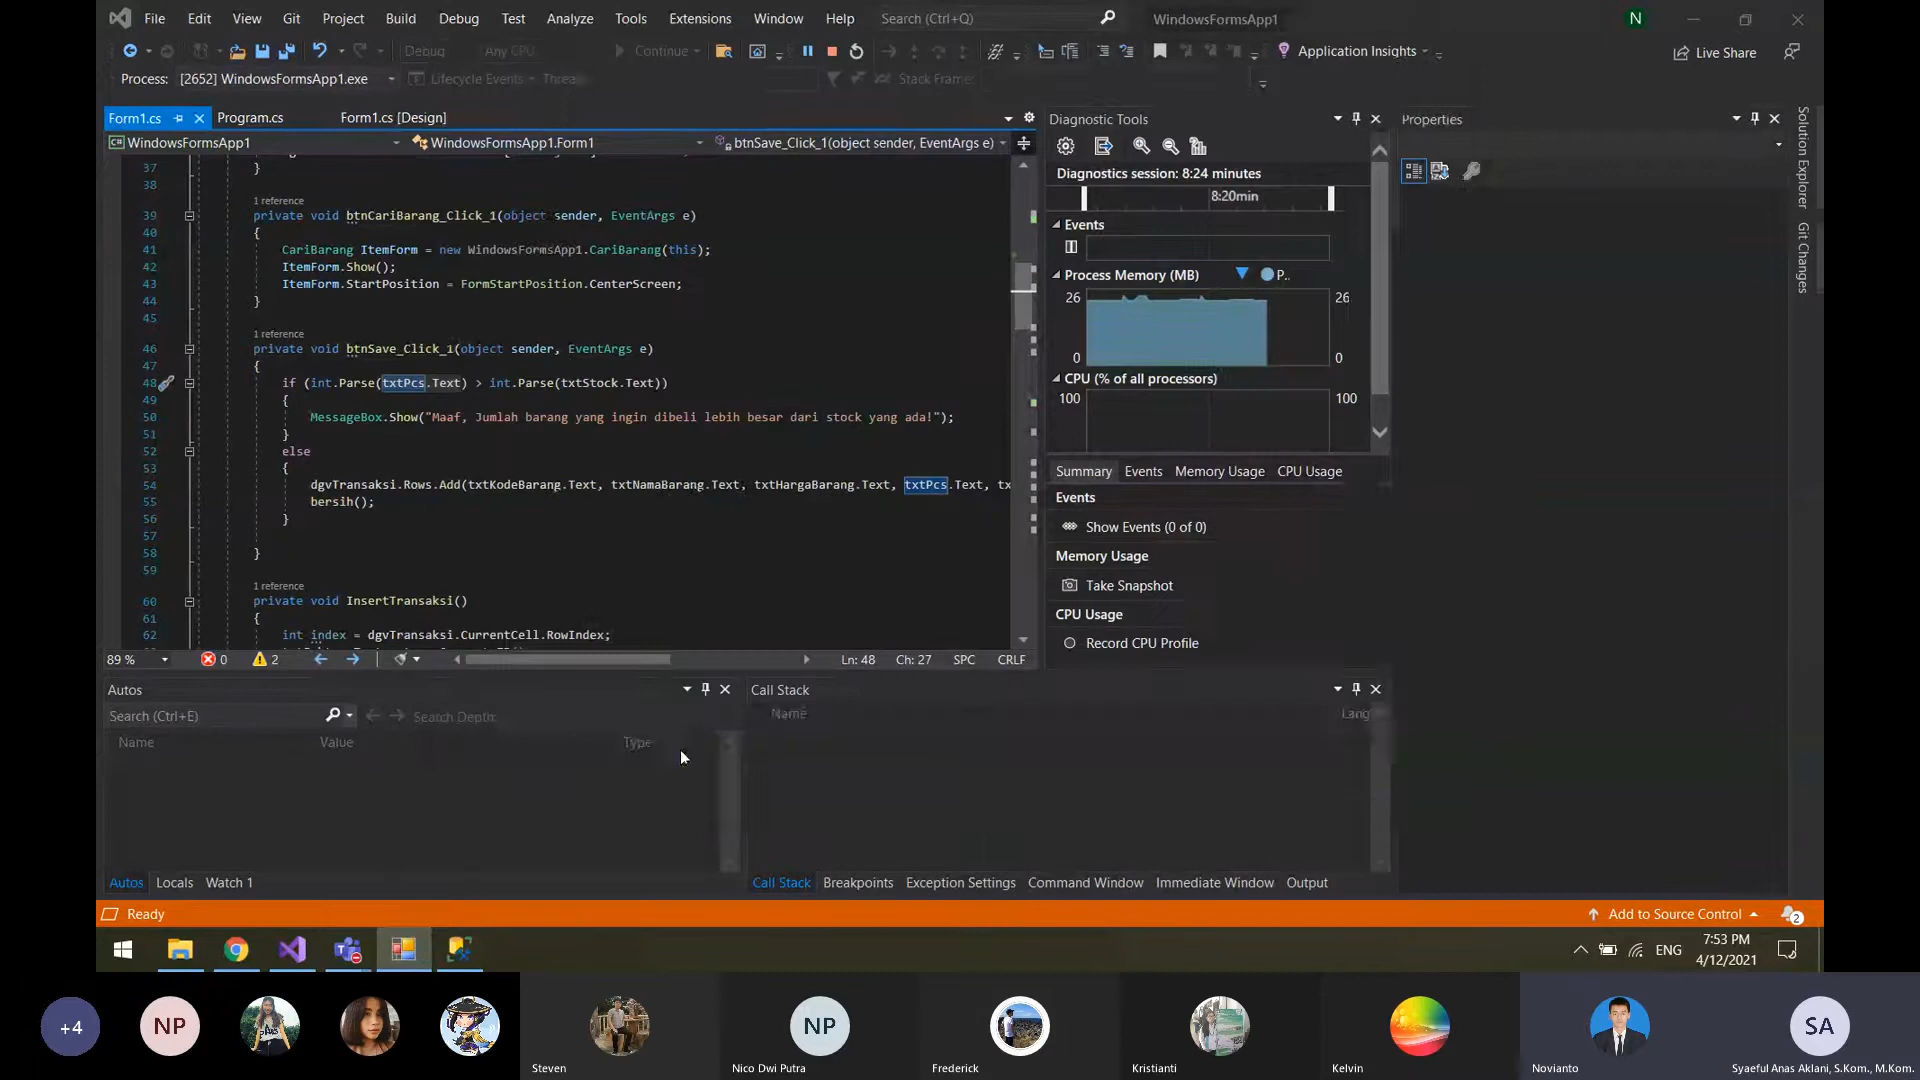 File Edit View Git Project Build Debug Test Analyze Tools Extensions Window Help Search (Ctrl+Q) WindowsFormsApp1 N
Debug Any CPU Continue Application Insights Live Share
Process: [2652] WindowsFormsApp1.exe Lifecycle Events Threa Stack Frame:
Form1.cs Program.cs Form1.cs [Design]
WindowsFormsApp1 WindowsFormsApp1.Form1 btnSave_Click_1(object sender, EventArgs e)
37 }
38
1 reference
39 private void btnCariBarang_Click_1(object sender, EventArgs e)
40 {
41 CariBarang ItemForm = new WindowsFormsApp1.CariBarang(this);
42 ItemForm.Show();
43 ItemForm.StartPosition = FormStartPosition.CenterScreen;
44 }
45
1 reference
46 private void btnSave_Click_1(object sender, EventArgs e)
47 {
48 if (int.Parse(txtPcs.Text) > int.Parse(txtStock.Text))
49 {
50 MessageBox.Show("Maaf, Jumlah barang yang ingin dibeli lebih besar dari stock yang ada!");
51 }
52 else
53 {
54 dgvTransaksi.Rows.Add(txtKodeBarang.Text, txtNamaBarang.Text, txtHargaBarang.Text, txtPcs.Text, tx
55 bersih();
56 }
57
58 }
59
1 reference
60 private void InsertTransaksi()
61 {
62 int index = dgvTransaksi.CurrentCell.RowIndex;
89 % 0 2 Ln: 48 Ch: 27 SPC CRLF
Diagnostic Tools
Diagnostics session: 8:24 minutes
8:20min
Events
Process Memory (MB) P..
26 26
0 0
CPU (% of all processors)
100 100
Summary Events Memory Usage CPU Usage
Events
Show Events (0 of 0)
Memory Usage
Take Snapshot
CPU Usage
Record CPU Profile
Properties
Solution Explorer
Git Changes
Autos
Search (Ctrl+E) Search Depth:
Name Value Type
Autos Locals Watch 1
Call Stack
Name Lang
Call Stack Breakpoints Exception Settings Command Window Immediate Window Output
Ready Add to Source Control 2
ENG 7:53 PM
4/12/2021
+4 NP NP SA
Steven Nico Dwi Putra Frederick Kristianti Kelvin Novianto Syaeful Anas Aklani, S.Kom., M.Kom.